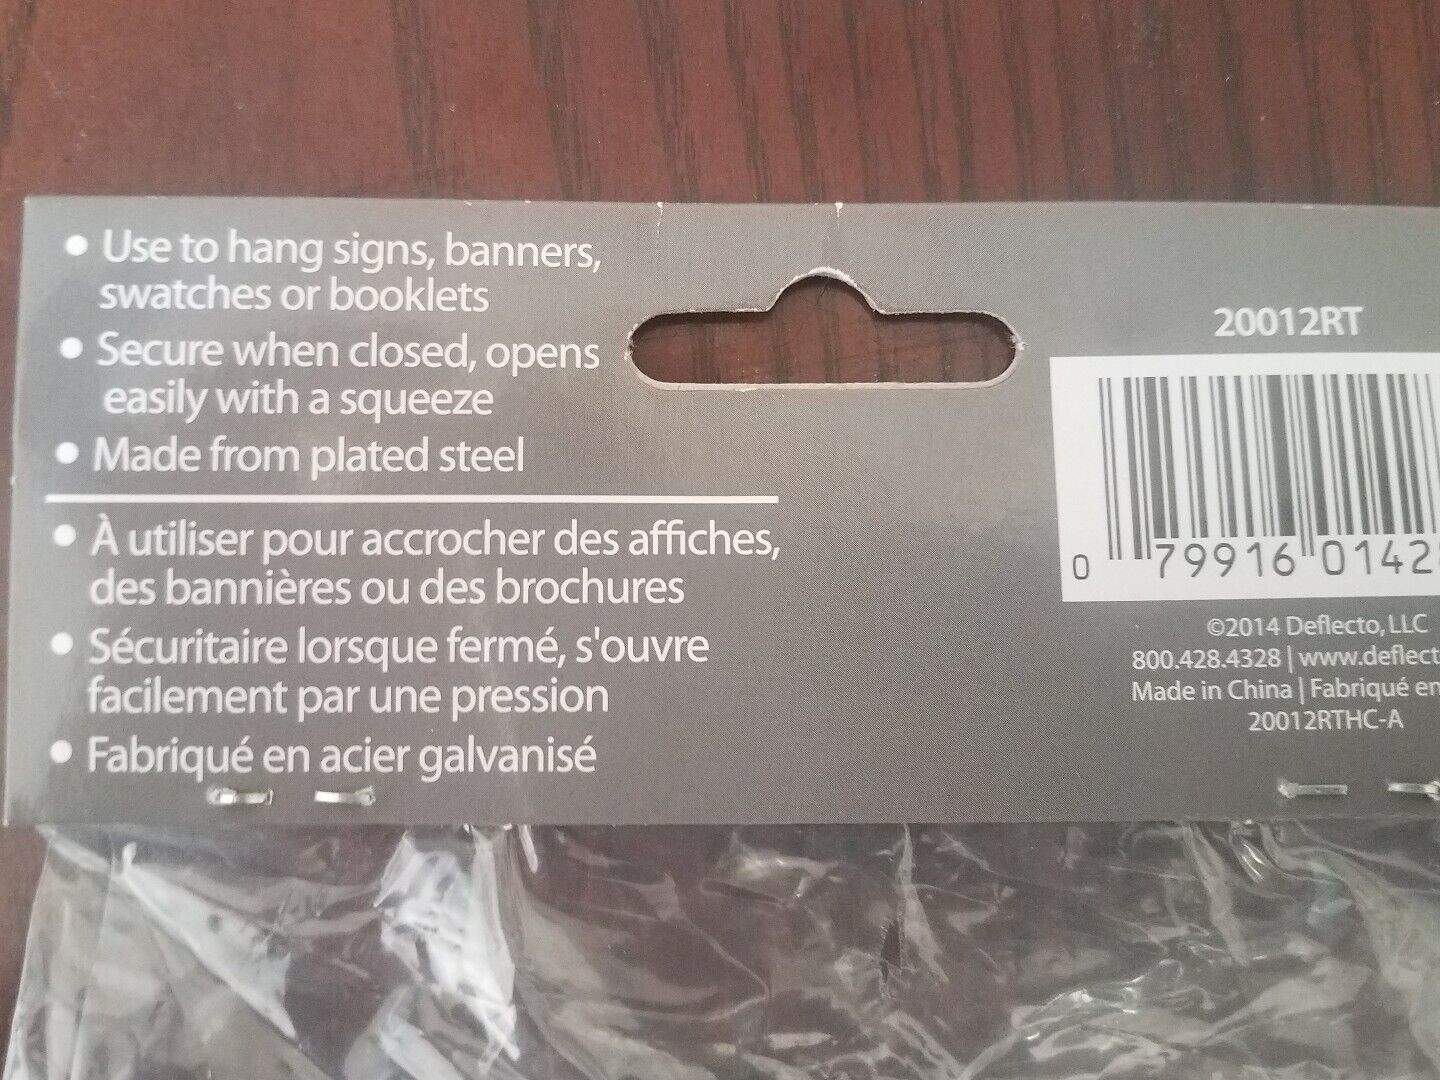 • Use to hang signs, banners,
swatches or booklets
• Secure when closed, opens
easily with a squeeze
• Made from plated steel
• À utiliser pour accrocher des affiches,
des bannières ou des brochures
• Sécuritaire lorsque fermé, s'ouvre
facilement par une pression
• Fabriqué en acier galvanisé
20012RT
0 79916 0142
©2014 Deflecto, LLC
800.428.4328 | www.deflect
Made in China | Fabriqué en
20012RTHC-A